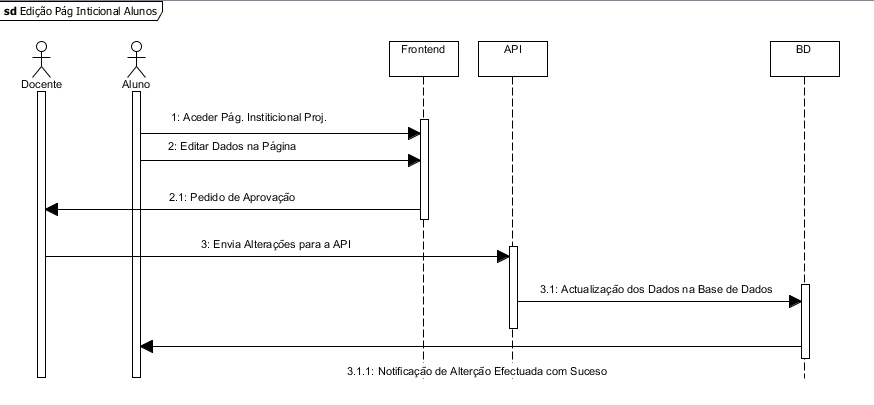 sd Edição Pág Inticional Alunos
Docente
Aluno
Frontend
API
BD
1: Aceder Pág. Institicional Proj.
2: Editar Dados na Página
2.1: Pedido de Aprovação
3: Envia Alterações para a API
3.1: Actualização dos Dados na Base de Dados
3.1.1: Notificação de Alterção Efectuada com Suceso